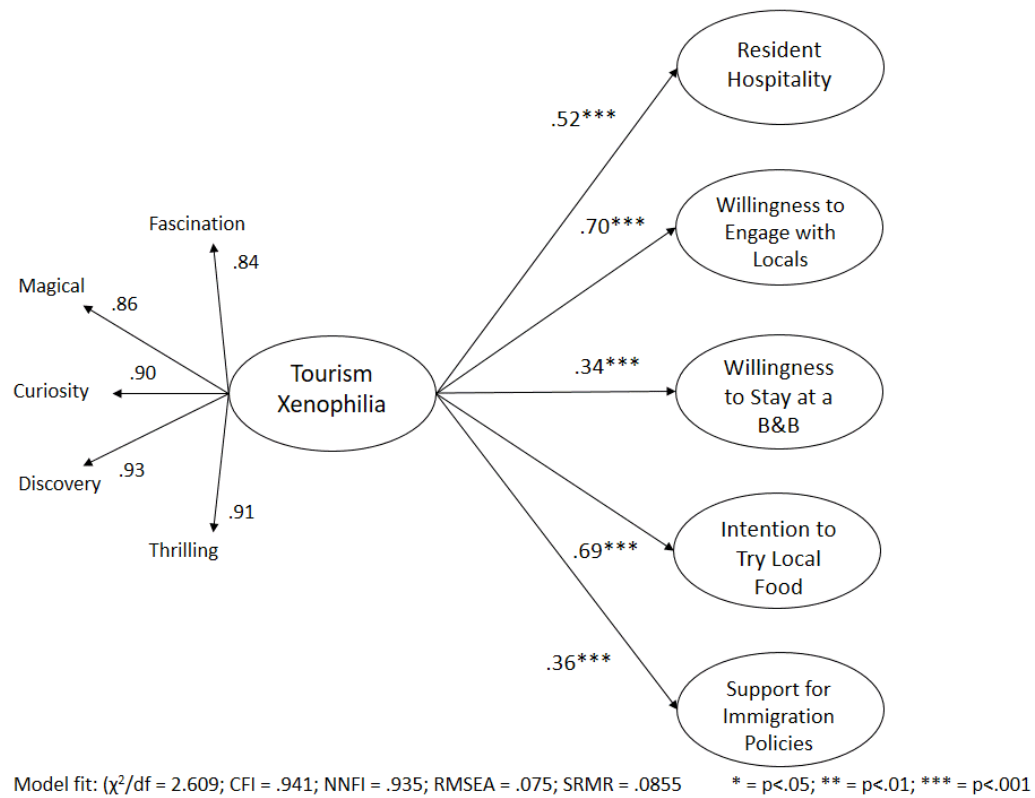 Resident
Hospitality
.52***
Willingness to
Engage with
Locals
.70***
Fascination
.84
Magical
.86
Curiosity
.90
Tourism
Xenophilia
.34***
Willingness
to Stay at a
B&B
Discovery
.93
.91
Thrilling
Intention to
Try Local
Food
.69***
.36***
Support for
Immigration
Policies
Model fit: (χ²/df = 2.609; CFI = .941; NNFI = .935; RMSEA = .075; SRMR = .0855 * = p<.05; ** = p<.01; *** = p<.001